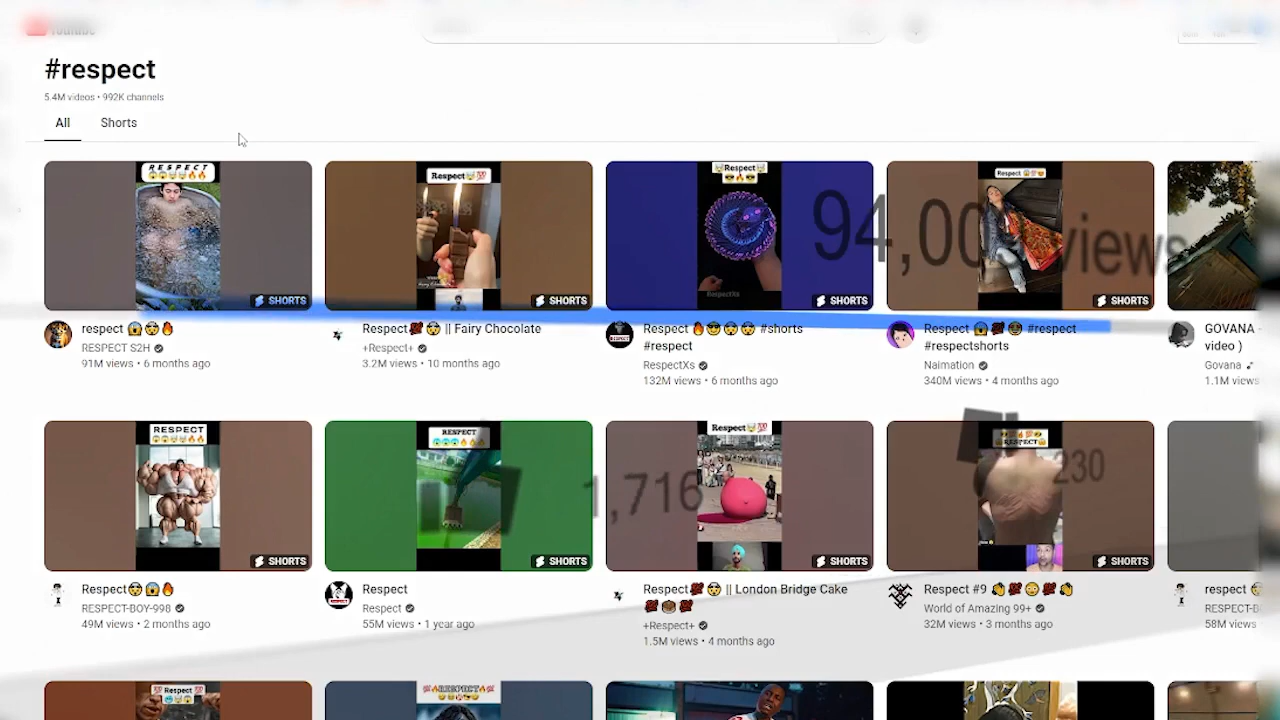 #respect
5.4M videos • 992K channels
All
Shorts
RESPECT
Respect
Respect
Respect
SHORTS
SHORTS
SHORTS
SHORTS
94,00
views
respect 😱😨🔥
RESPECT S2H
91M views • 6 months ago
Respect💯😨 || Fairy Chocolate
+Respect+
3.2M views • 10 months ago
Respect 🔥😎😨😨 #shorts
#respect
RespectXs
132M views • 6 months ago
Respect 😱💯🤩 #respect
#respectshorts
Naimation
340M views • 4 months ago
GOVANA -
video )
Govana
1.1M views
RESPECT
RESPECT
Respect
RESPECT
1,716
230
SHORTS
SHORTS
SHORTS
SHORTS
Respect😨😱🔥
RESPECT-BOY-998
49M views • 2 months ago
Respect
Respect
55M views • 1 year ago
Respect💯😨 || London Bridge Cake
💯🎂💯
+Respect+
1.5M views • 4 months ago
Respect #9 👏💯😳💯👏
World of Amazing 99+
32M views • 3 months ago
respect
RESPECT-B
58M views
Respect
RESPECT